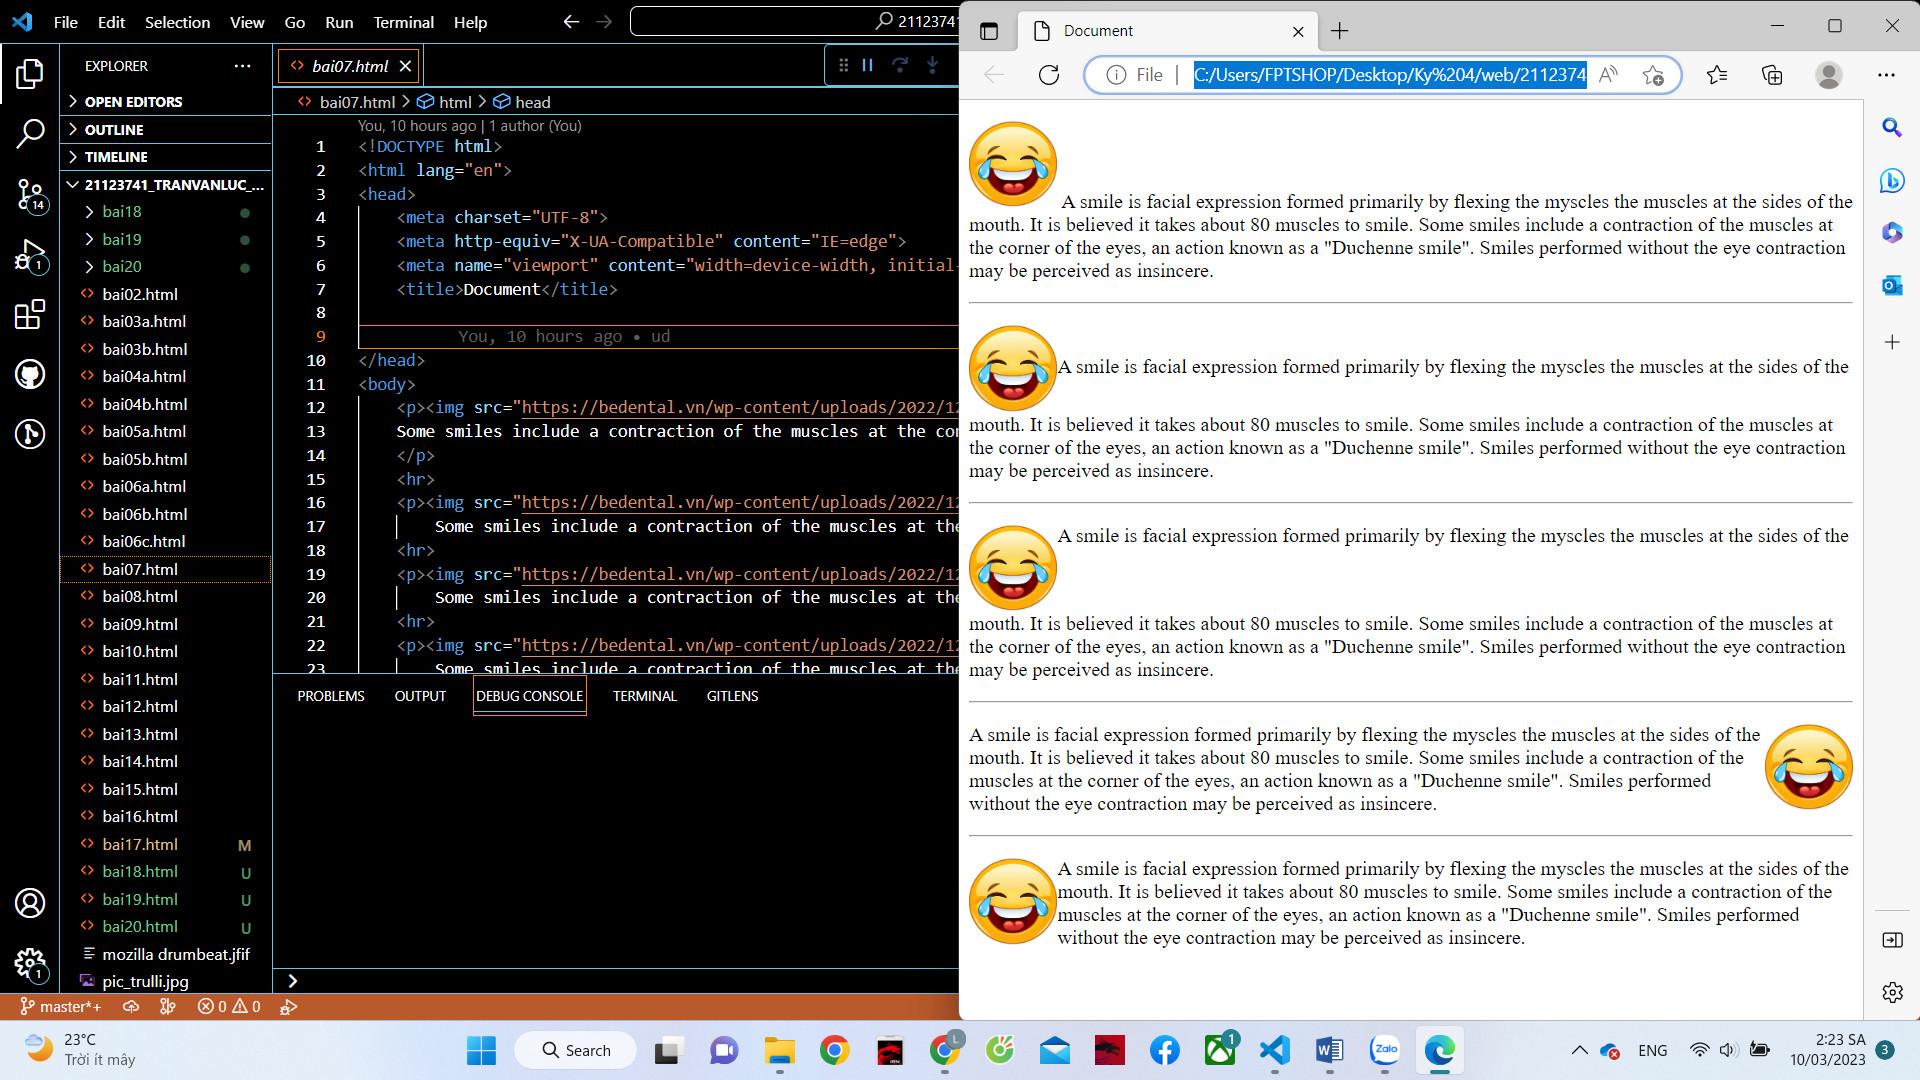 File Edit Selection View Go Run Terminal Help
21123741
EXPLORER
OPEN EDITORS
OUTLINE
TIMELINE
21123741_TRANVANLUC_...
bai18
bai19
bai20
bai02.html
bai03a.html
bai03b.html
bai04a.html
bai04b.html
bai05a.html
bai05b.html
bai06a.html
bai06b.html
bai06c.html
bai07.html
bai08.html
bai09.html
bai10.html
bai11.html
bai12.html
bai13.html
bai14.html
bai15.html
bai16.html
bai17.html M
bai18.html U
bai19.html U
bai20.html U
mozilla drumbeat.jfif
pic_trulli.jpg
14
1
1
bai07.html
bai07.html > html > head
You, 10 hours ago | 1 author (You)
1 <!DOCTYPE html>
2 <html lang="en">
3 <head>
4 <meta charset="UTF-8">
5 <meta http-equiv="X-UA-Compatible" content="IE=edge">
6 <meta name="viewport" content="width=device-width, initial-
7 <title>Document</title>
8
9 You, 10 hours ago • ud
10 </head>
11 <body>
12 <p><img src="https://bedental.vn/wp-content/uploads/2022/12
13 Some smiles include a contraction of the muscles at the co
14 </p>
15 <hr>
16 <p><img src="https://bedental.vn/wp-content/uploads/2022/12
17 Some smiles include a contraction of the muscles at the
18 <hr>
19 <p><img src="https://bedental.vn/wp-content/uploads/2022/12
20 Some smiles include a contraction of the muscles at the
21 <hr>
22 <p><img src="https://bedental.vn/wp-content/uploads/2022/12
23 Some smiles include a contraction of the muscles at the
PROBLEMS OUTPUT DEBUG CONSOLE TERMINAL GITLENS
master*+ 0 0
Document
File | C:/Users/FPTSHOP/Desktop/Ky%204/web/2112374
A smile is facial expression formed primarily by flexing the myscles the muscles at the sides of the
mouth. It is believed it takes about 80 muscles to smile. Some smiles include a contraction of the muscles at
the corner of the eyes, an action known as a "Duchenne smile". Smiles performed without the eye contraction
may be perceived as insincere.
A smile is facial expression formed primarily by flexing the myscles the muscles at the sides of the
mouth. It is believed it takes about 80 muscles to smile. Some smiles include a contraction of the muscles at
the corner of the eyes, an action known as a "Duchenne smile". Smiles performed without the eye contraction
may be perceived as insincere.
A smile is facial expression formed primarily by flexing the myscles the muscles at the sides of the
mouth. It is believed it takes about 80 muscles to smile. Some smiles include a contraction of the muscles at
the corner of the eyes, an action known as a "Duchenne smile". Smiles performed without the eye contraction
may be perceived as insincere.
A smile is facial expression formed primarily by flexing the myscles the muscles at the sides of the
mouth. It is believed it takes about 80 muscles to smile. Some smiles include a contraction of the
muscles at the corner of the eyes, an action known as a "Duchenne smile". Smiles performed
without the eye contraction may be perceived as insincere.
A smile is facial expression formed primarily by flexing the myscles the muscles at the sides of the
mouth. It is believed it takes about 80 muscles to smile. Some smiles include a contraction of the
muscles at the corner of the eyes, an action known as a "Duchenne smile". Smiles performed
without the eye contraction may be perceived as insincere.
23°C
Trời ít mây
Search
L
1
Zalo
ENG
2:23 SA
10/03/2023
3